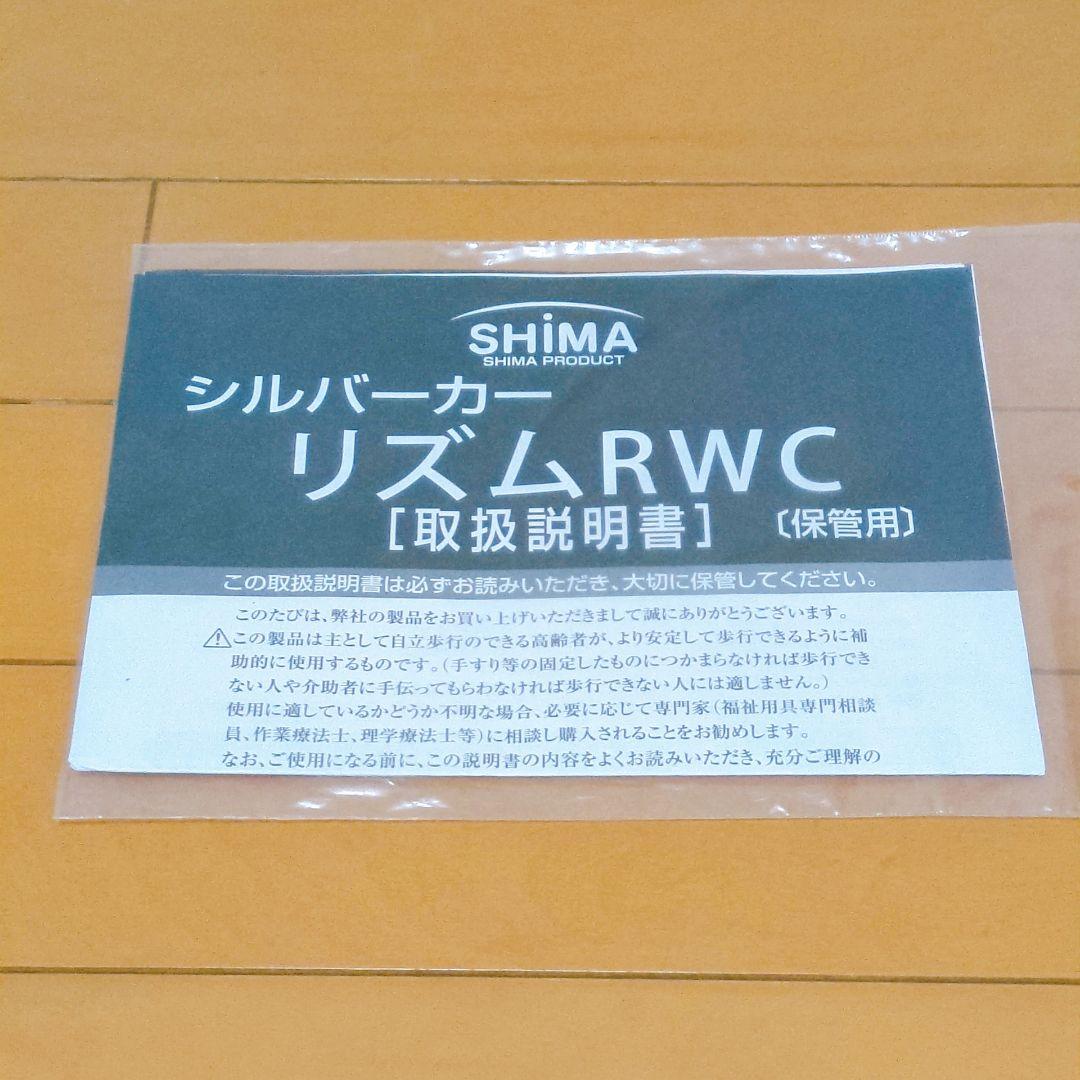 SHiMA
SHIMA PRODUCT
シルバーカー
リズムRWC
[取扱説明書] 〔保管用〕
この取扱説明書は必ずお読みいただき、大切に保管してください。
このたびは、弊社の製品をお買い上げいただきまして誠にありがとうございます。
⚠この製品は主として自立歩行のできる高齢者が、より安定して歩行できるように補
助的に使用するものです。(手すり等の固定したものにつかまらなければ歩行でき
ない人や介助者に手伝ってもらわなければ歩行できない人には適しません。)
使用に適しているかどうか不明な場合、必要に応じて専門家(福祉用具専門相談
員、作業療法士、理学療法士等)に相談し購入されることをお勧めします。
なお、ご使用になる前に、この説明書の内容をよくお読みいただき、充分ご理解の